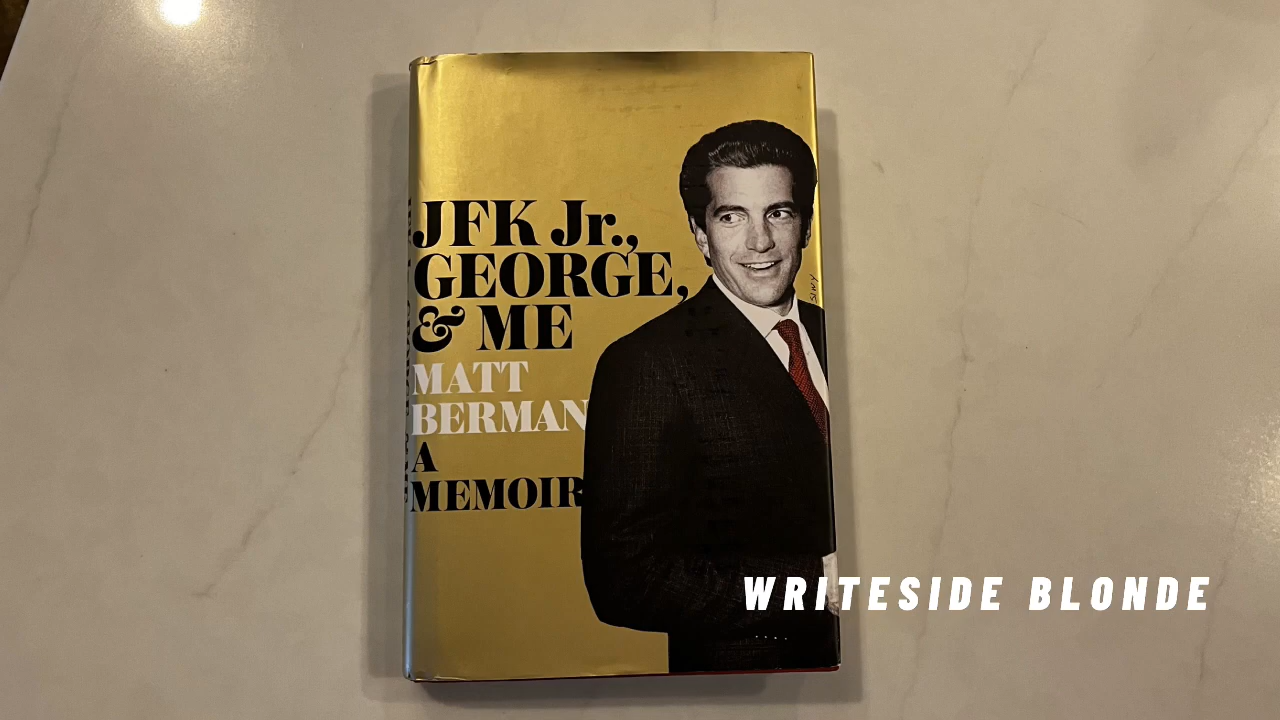 JFK Jr.,
GEORGE,
& ME
MATT
BERMAN
A
MEMOIR
WRITESIDE BLONDE